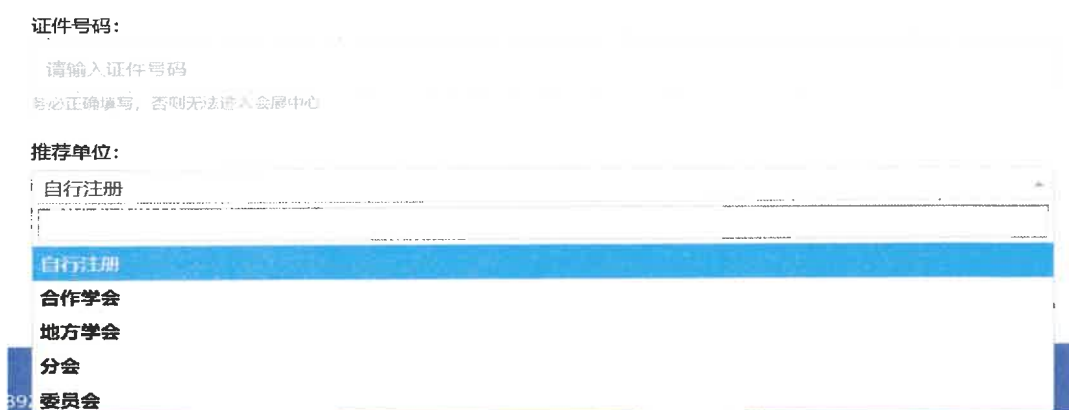 证件号码：
请输入证件号码
务必正确填写，否则无法进入会展中心
推荐单位：
自行注册
自行注册
合作学会
地方学会
分会
委员会